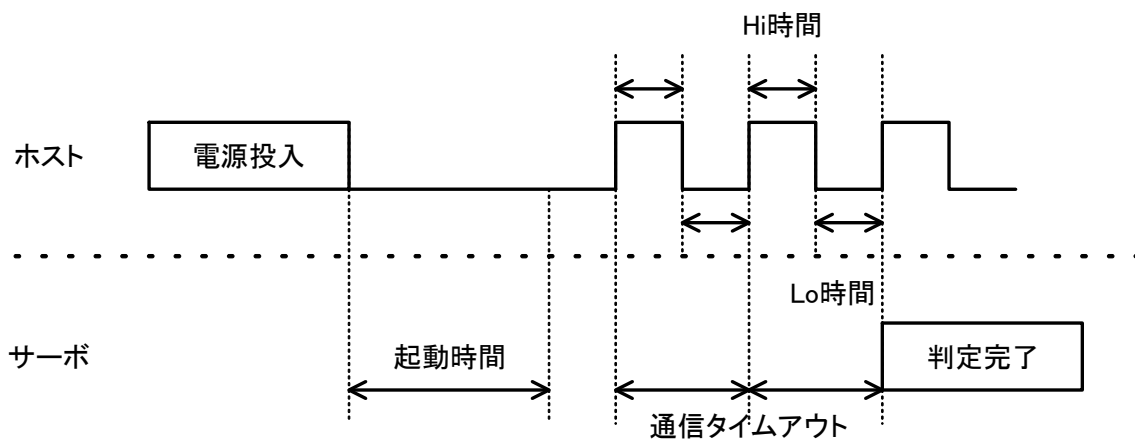 Hi時間
ホスト
電源投入
Lo時間
サーボ
起動時間
判定完了
通信タイムアウト